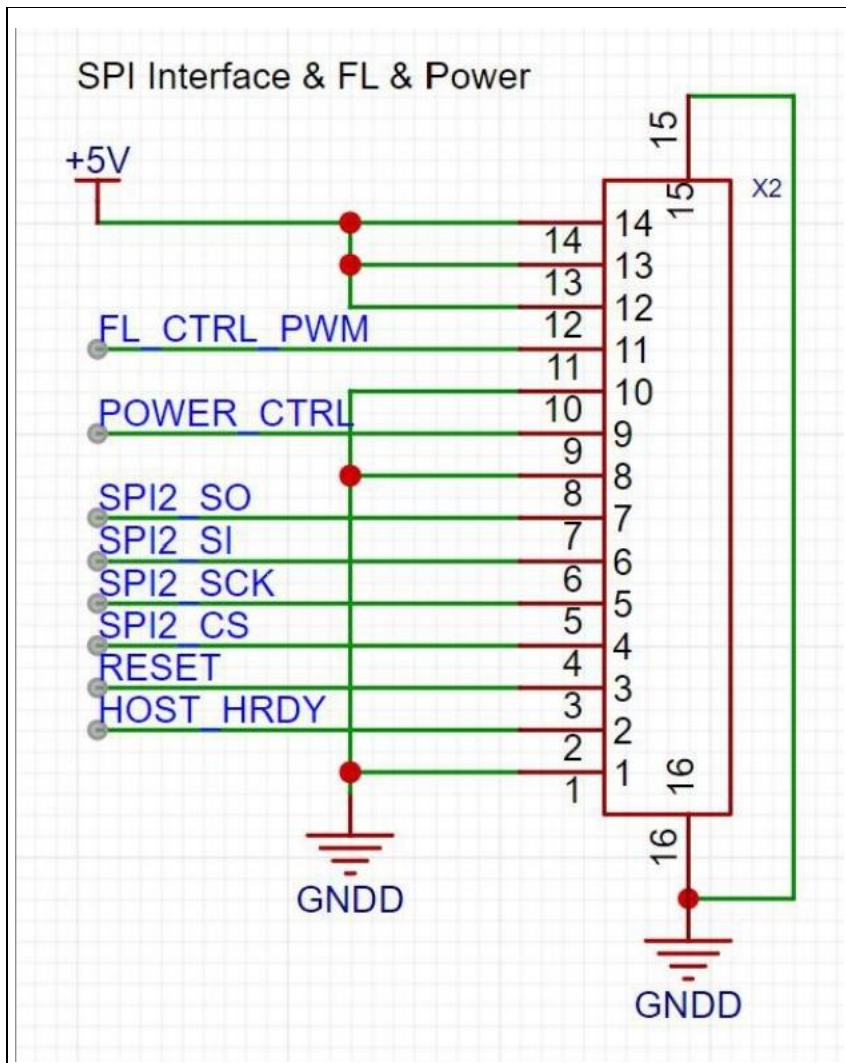 SPI Interface & FL & Power
15
+5V
15
X2
14
14
13
13
12
FL_CTRL_PWM
12
11
11
10
POWER_CTRL
10
9
9
8
SPI2_SO
8
7
SPI2_SI
7
6
SPI2_SCK
6
5
SPI2_CS
5
4
RESET
4
3
HOST_HRDY
3
2
2
1
16
1
16
GNDD
GNDD